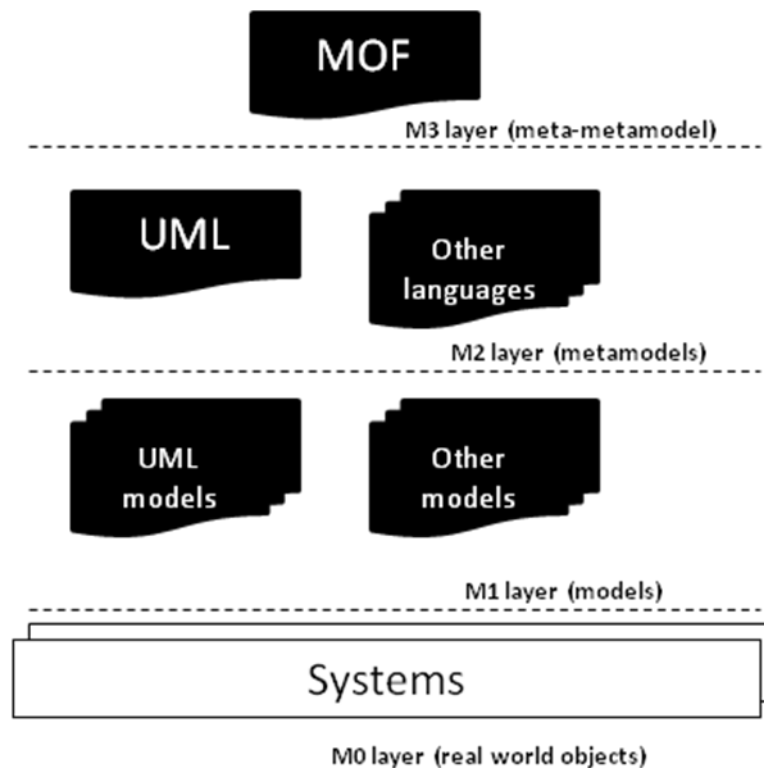 MOF
M3 layer (meta-metamodel)
UML
Other
languages
M2 layer (metamodels)
UML
models
Other
models
M1 layer (models)
Systems
M0 layer (real world objects)